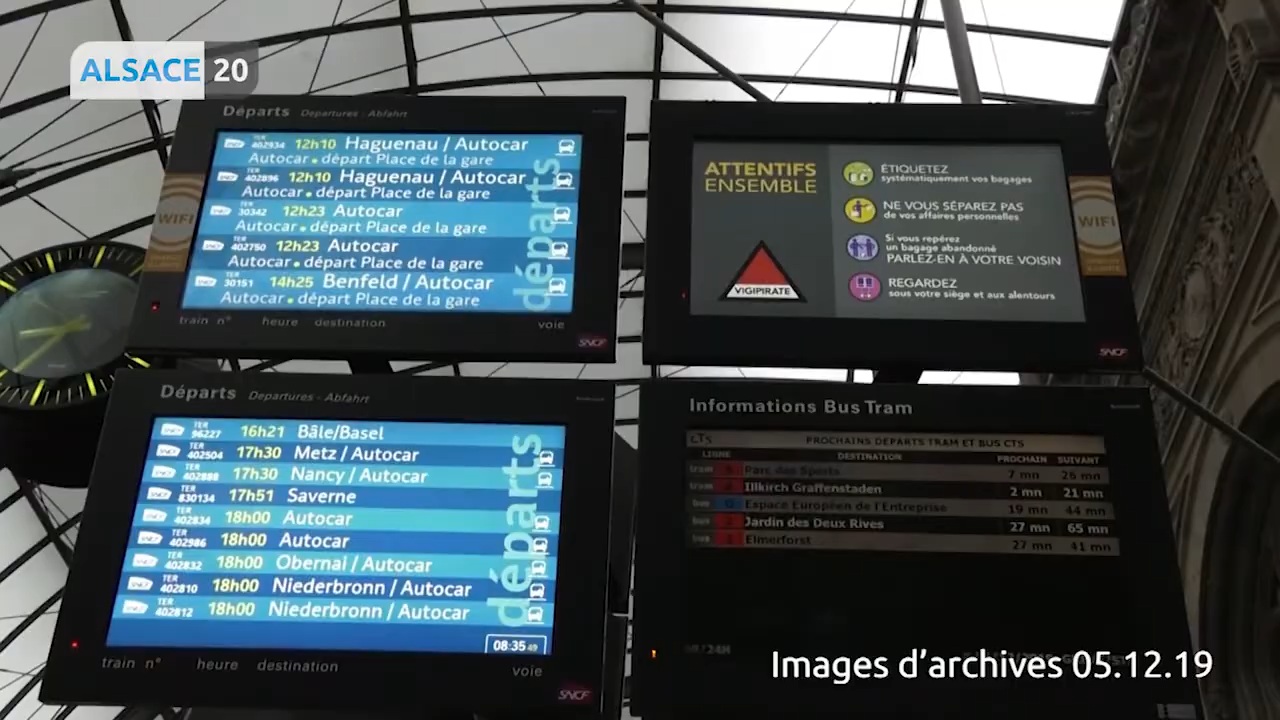 ALSACE 20
Départs Departures - Abfahrt
TER 402934 12h10 Haguenau / Autocar
Autocar • départ Place de la gare
TER 402896 12h10 Haguenau / Autocar
Autocar • départ Place de la gare
TER 30342 12h23 Autocar
Autocar • départ Place de la gare
TER 402750 12h23 Autocar
Autocar • départ Place de la gare
TER 30151 14h25 Benfeld / Autocar
Autocar • départ Place de la gare
départs
train n° heure destination voie
SNCF
WIFI
ATTENTIFS
ENSEMBLE
VIGIPIRATE
ÉTIQUETEZ
systématiquement vos bagages
NE VOUS SÉPAREZ PAS
de vos affaires personnelles
Si vous repérez
un bagage abandonné
PARLEZ-EN À VOTRE VOISIN
REGARDEZ
sous votre siège et aux alentours
WIFI
SNCF
Départs Departures - Abfahrt
TER 96227 16h21 Bâle/Basel
TER 402504 17h30 Metz / Autocar
TER 402888 17h30 Nancy / Autocar
TER 830134 17h51 Saverne
TER 402834 18h00 Autocar
TER 402986 18h00 Autocar
TER 402832 18h00 Obernai / Autocar
TER 402810 18h00 Niederbronn / Autocar
TER 402812 18h00 Niederbronn / Autocar
départs
08:35 49
train n° heure destination voie
SNCF
Informations Bus Tram
CTS PROCHAINS DEPARTS TRAM ET BUS CTS
LIGNE DESTINATION PROCHAIN SUIVANT
tram Parc des Sports 7 mn 26 mn
tram Illkirch Graffenstaden 2 mn 21 mn
bus G Espace Européen de l'Entreprise 19 mn 44 mn
bus Jardin des Deux Rives 27 mn 65 mn
bus Elmerforst 27 mn 41 mn
Images d'archives 05.12.19